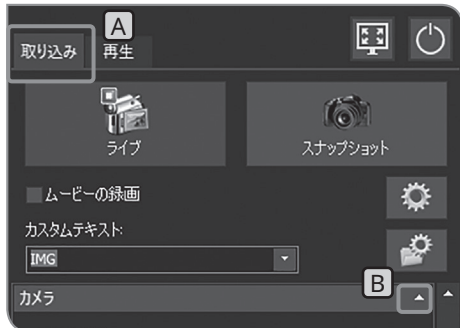 A
取り込み 再生
ライブ スナップショット
ムービーの録画
カスタムテキスト:
IMG
B
カメラ